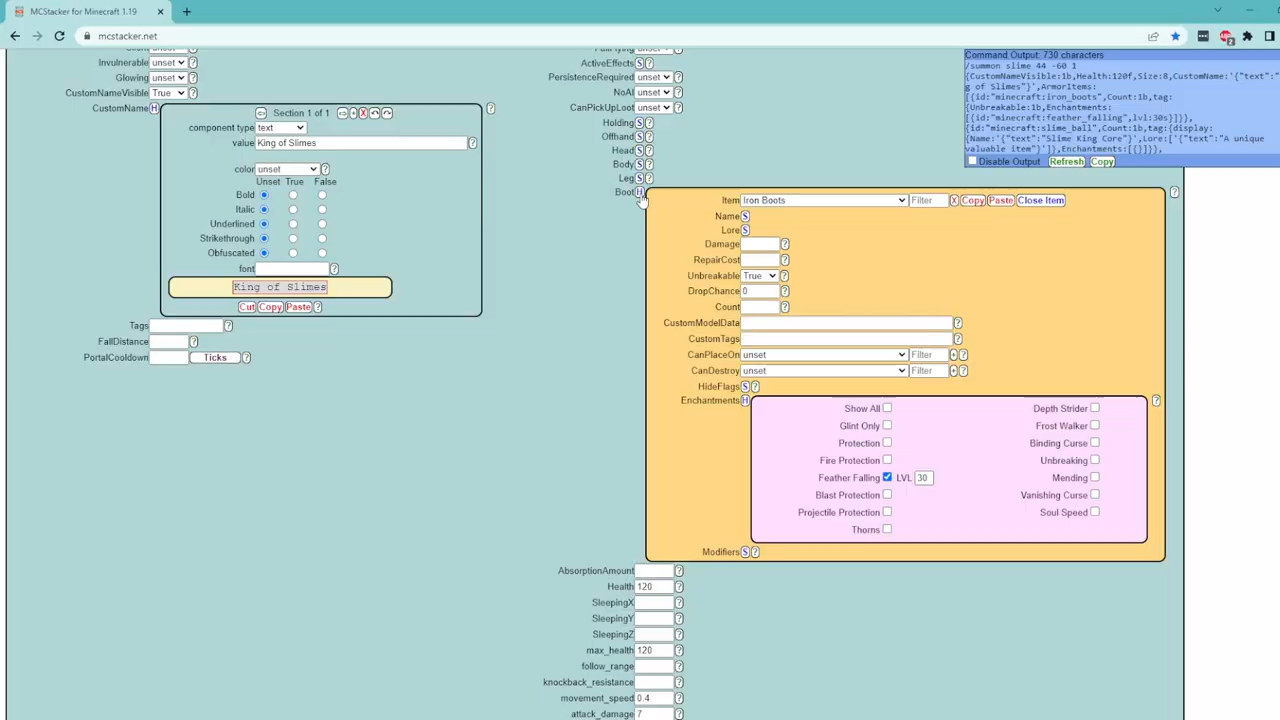 MCStacker for Minecraft 1.19
mcstacker.net
Invulnerable unset ?
Glowing unset ?
CustomNameVisible True ?
CustomName H
Section 1 of 1 + X ?
component type text
value King of Slimes ?
color unset ?
Unset True False
Bold
Italic
Underlined
Strikethrough
Obfuscated
font ?
King of Slimes
Cut Copy Paste ?
Tags ?
FallDistance ?
PortalCooldown Ticks ?
unset ?
ActiveEffects S ?
PersistenceRequired unset ?
NoAI unset ?
CanPickUpLoot unset ?
Holding S ?
Offhand S ?
Head S ?
Body S ?
Leg S ?
Boot H ?
Item Iron Boots Filter X Copy Paste Close Item
Name S
Lore S
Damage ?
RepairCost ?
Unbreakable True ?
DropChance 0 ?
Count ?
CustomModelData ?
CustomTags ?
CanPlaceOn unset Filter + ?
CanDestroy unset Filter + ?
HideFlags S ?
Enchantments H ?
Show All Depth Strider
Glint Only Frost Walker
Protection Binding Curse
Fire Protection Unbreaking
Feather Falling LVL 30 Mending
Blast Protection Vanishing Curse
Projectile Protection Soul Speed
Thorns
Modifiers S ?
AbsorptionAmount ?
Health 120 ?
SleepingX ?
SleepingY ?
SleepingZ ?
max_health 120 ?
follow_range ?
knockback_resistance ?
movement_speed 0.4 ?
attack_damage 7 ?
Command Output: 730 characters
/summon slime 44 -60 1
{CustomNameVisible:1b,Health:120f,Size:8,CustomName:'{"text":"
g of Slimes"}',ArmorItems:
[{id:"minecraft:iron_boots",Count:1b,tag:
{Unbreakable:1b,Enchantments:
[{id:"minecraft:feather_falling",lvl:30s}]}},
{id:"minecraft:slime_ball",Count:1b,tag:{display:
{Name:'{"text":"Slime King Core"}',Lore:['{"text":"A unique
valuable item"}']},Enchantments:[{}]}},
Disable Output Refresh Copy